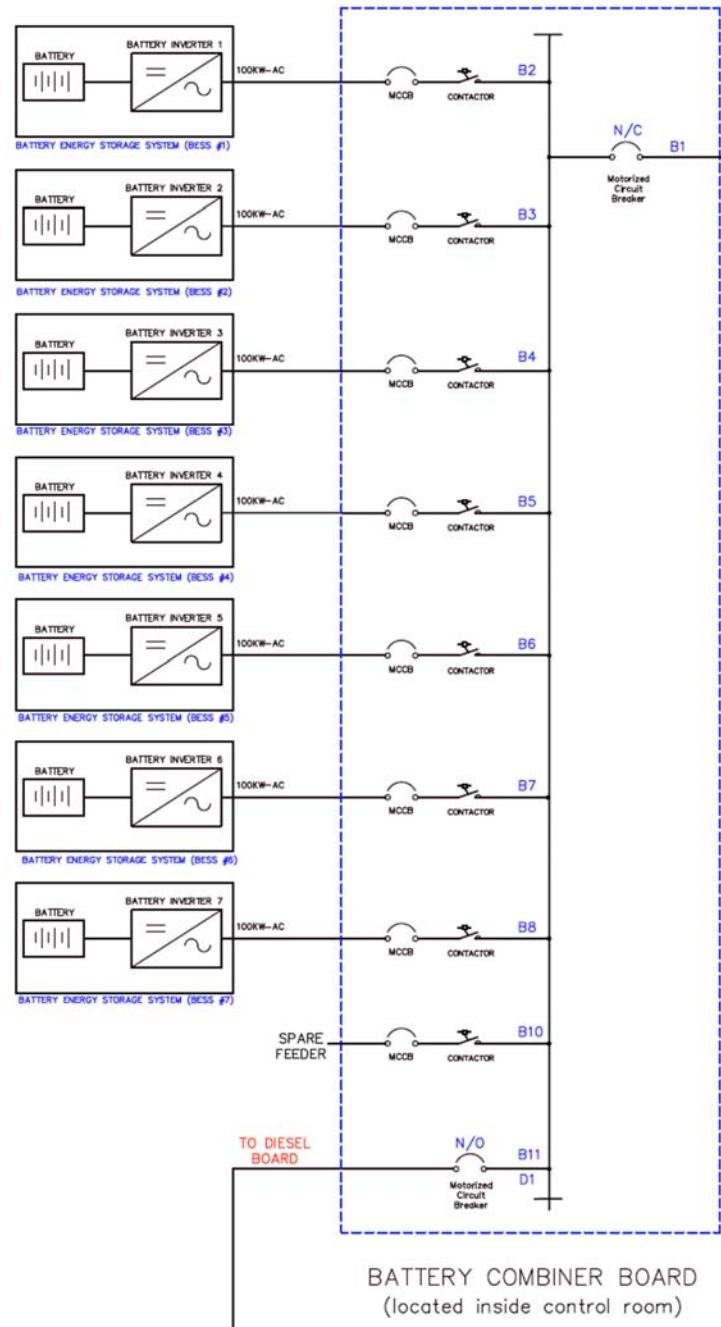 BATTERY INVERTER 1
BATTERY
100KW-AC
MCCB
CONTACTOR
B2
BATTERY ENERGY STORAGE SYSTEM (BESS #1)
N/C
B1
Motorized
Circuit
Breaker
BATTERY INVERTER 2
BATTERY
100KW-AC
MCCB
CONTACTOR
B3
BATTERY ENERGY STORAGE SYSTEM (BESS #2)
BATTERY INVERTER 3
BATTERY
100KW-AC
MCCB
CONTACTOR
B4
BATTERY ENERGY STORAGE SYSTEM (BESS #3)
BATTERY INVERTER 4
BATTERY
100KW-AC
MCCB
CONTACTOR
B5
BATTERY ENERGY STORAGE SYSTEM (BESS #4)
BATTERY INVERTER 5
BATTERY
100KW-AC
MCCB
CONTACTOR
B6
BATTERY ENERGY STORAGE SYSTEM (BESS #5)
BATTERY INVERTER 6
BATTERY
100KW-AC
MCCB
CONTACTOR
B7
BATTERY ENERGY STORAGE SYSTEM (BESS #6)
BATTERY INVERTER 7
BATTERY
100KW-AC
MCCB
CONTACTOR
B8
BATTERY ENERGY STORAGE SYSTEM (BESS #7)
SPARE
FEEDER
MCCB
CONTACTOR
B10
TO DIESEL
BOARD
N/O
Motorized
Circuit
Breaker
B11
D1
BATTERY COMBINER BOARD
(located inside control room)